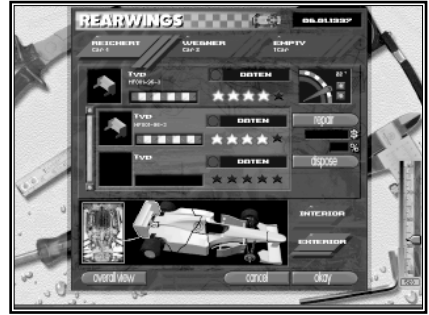 REARWINGS
06.01.1997
REICHERT
Car 1
WEGNER
Car 2
EMPTY
TCar
TYP
DATEN
TYP
DATEN
TYP
DATEN
repair
$
%
dispose
INTERIOR
EXTERIOR
overall view
cancel
okay